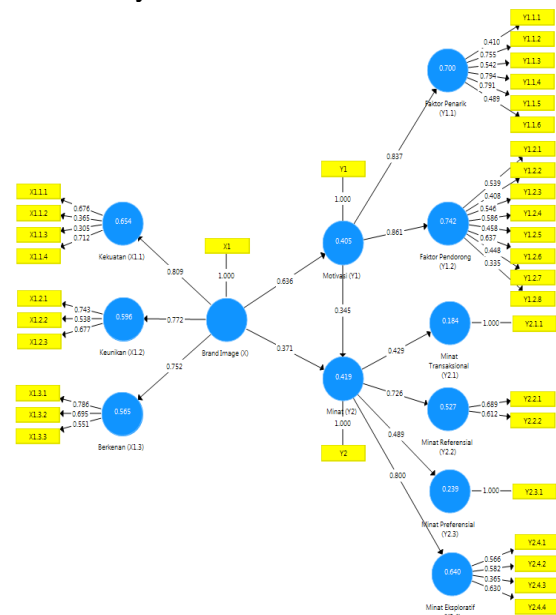 Y1.1.1
Y1.1.2
Y1.1.3
Y1.1.4
Y1.1.5
Y1.1.6
0.410
0.755
0.542
0.794
0.791
0.489
0.700
Faktor Penarik
(Y1.1)
0.837
Y1.2.1
Y1.2.2
Y1.2.3
Y1.2.4
Y1.2.5
Y1.2.6
Y1.2.7
Y1.2.8
0.539
0.408
0.546
0.586
0.458
0.637
0.448
0.335
0.742
Faktor Pendorong
(Y1.2)
0.861
Y1
1.000
0.405
Motivasi (Y1)
X1.1.1
X1.1.2
X1.1.3
X1.1.4
0.676
0.365
0.305
0.712
0.654
Kekuatan (X1.1)
0.809
X1
1.000
0.636
0.345
X1.2.1
X1.2.2
X1.2.3
0.743
0.538
0.677
0.596
Keunikan (X1.2)
0.772
Brand Image (X)
0.371
0.184
Minat
Transaksional
(Y2.1)
1.000
Y2.1.1
0.429
0.752
X1.3.1
X1.3.2
X1.3.3
0.786
0.695
0.551
0.565
Berkenan (X1.3)
0.419
Minat (Y2)
1.000
Y2
0.726
0.527
Minat Referensial
(Y2.2)
0.689
0.612
Y2.2.1
Y2.2.2
0.489
0.800
0.239
Minat Preferensial
(Y2.3)
1.000
Y2.3.1
0.640
Minat Eksploratif
0.566
0.582
0.365
0.630
Y2.4.1
Y2.4.2
Y2.4.3
Y2.4.4